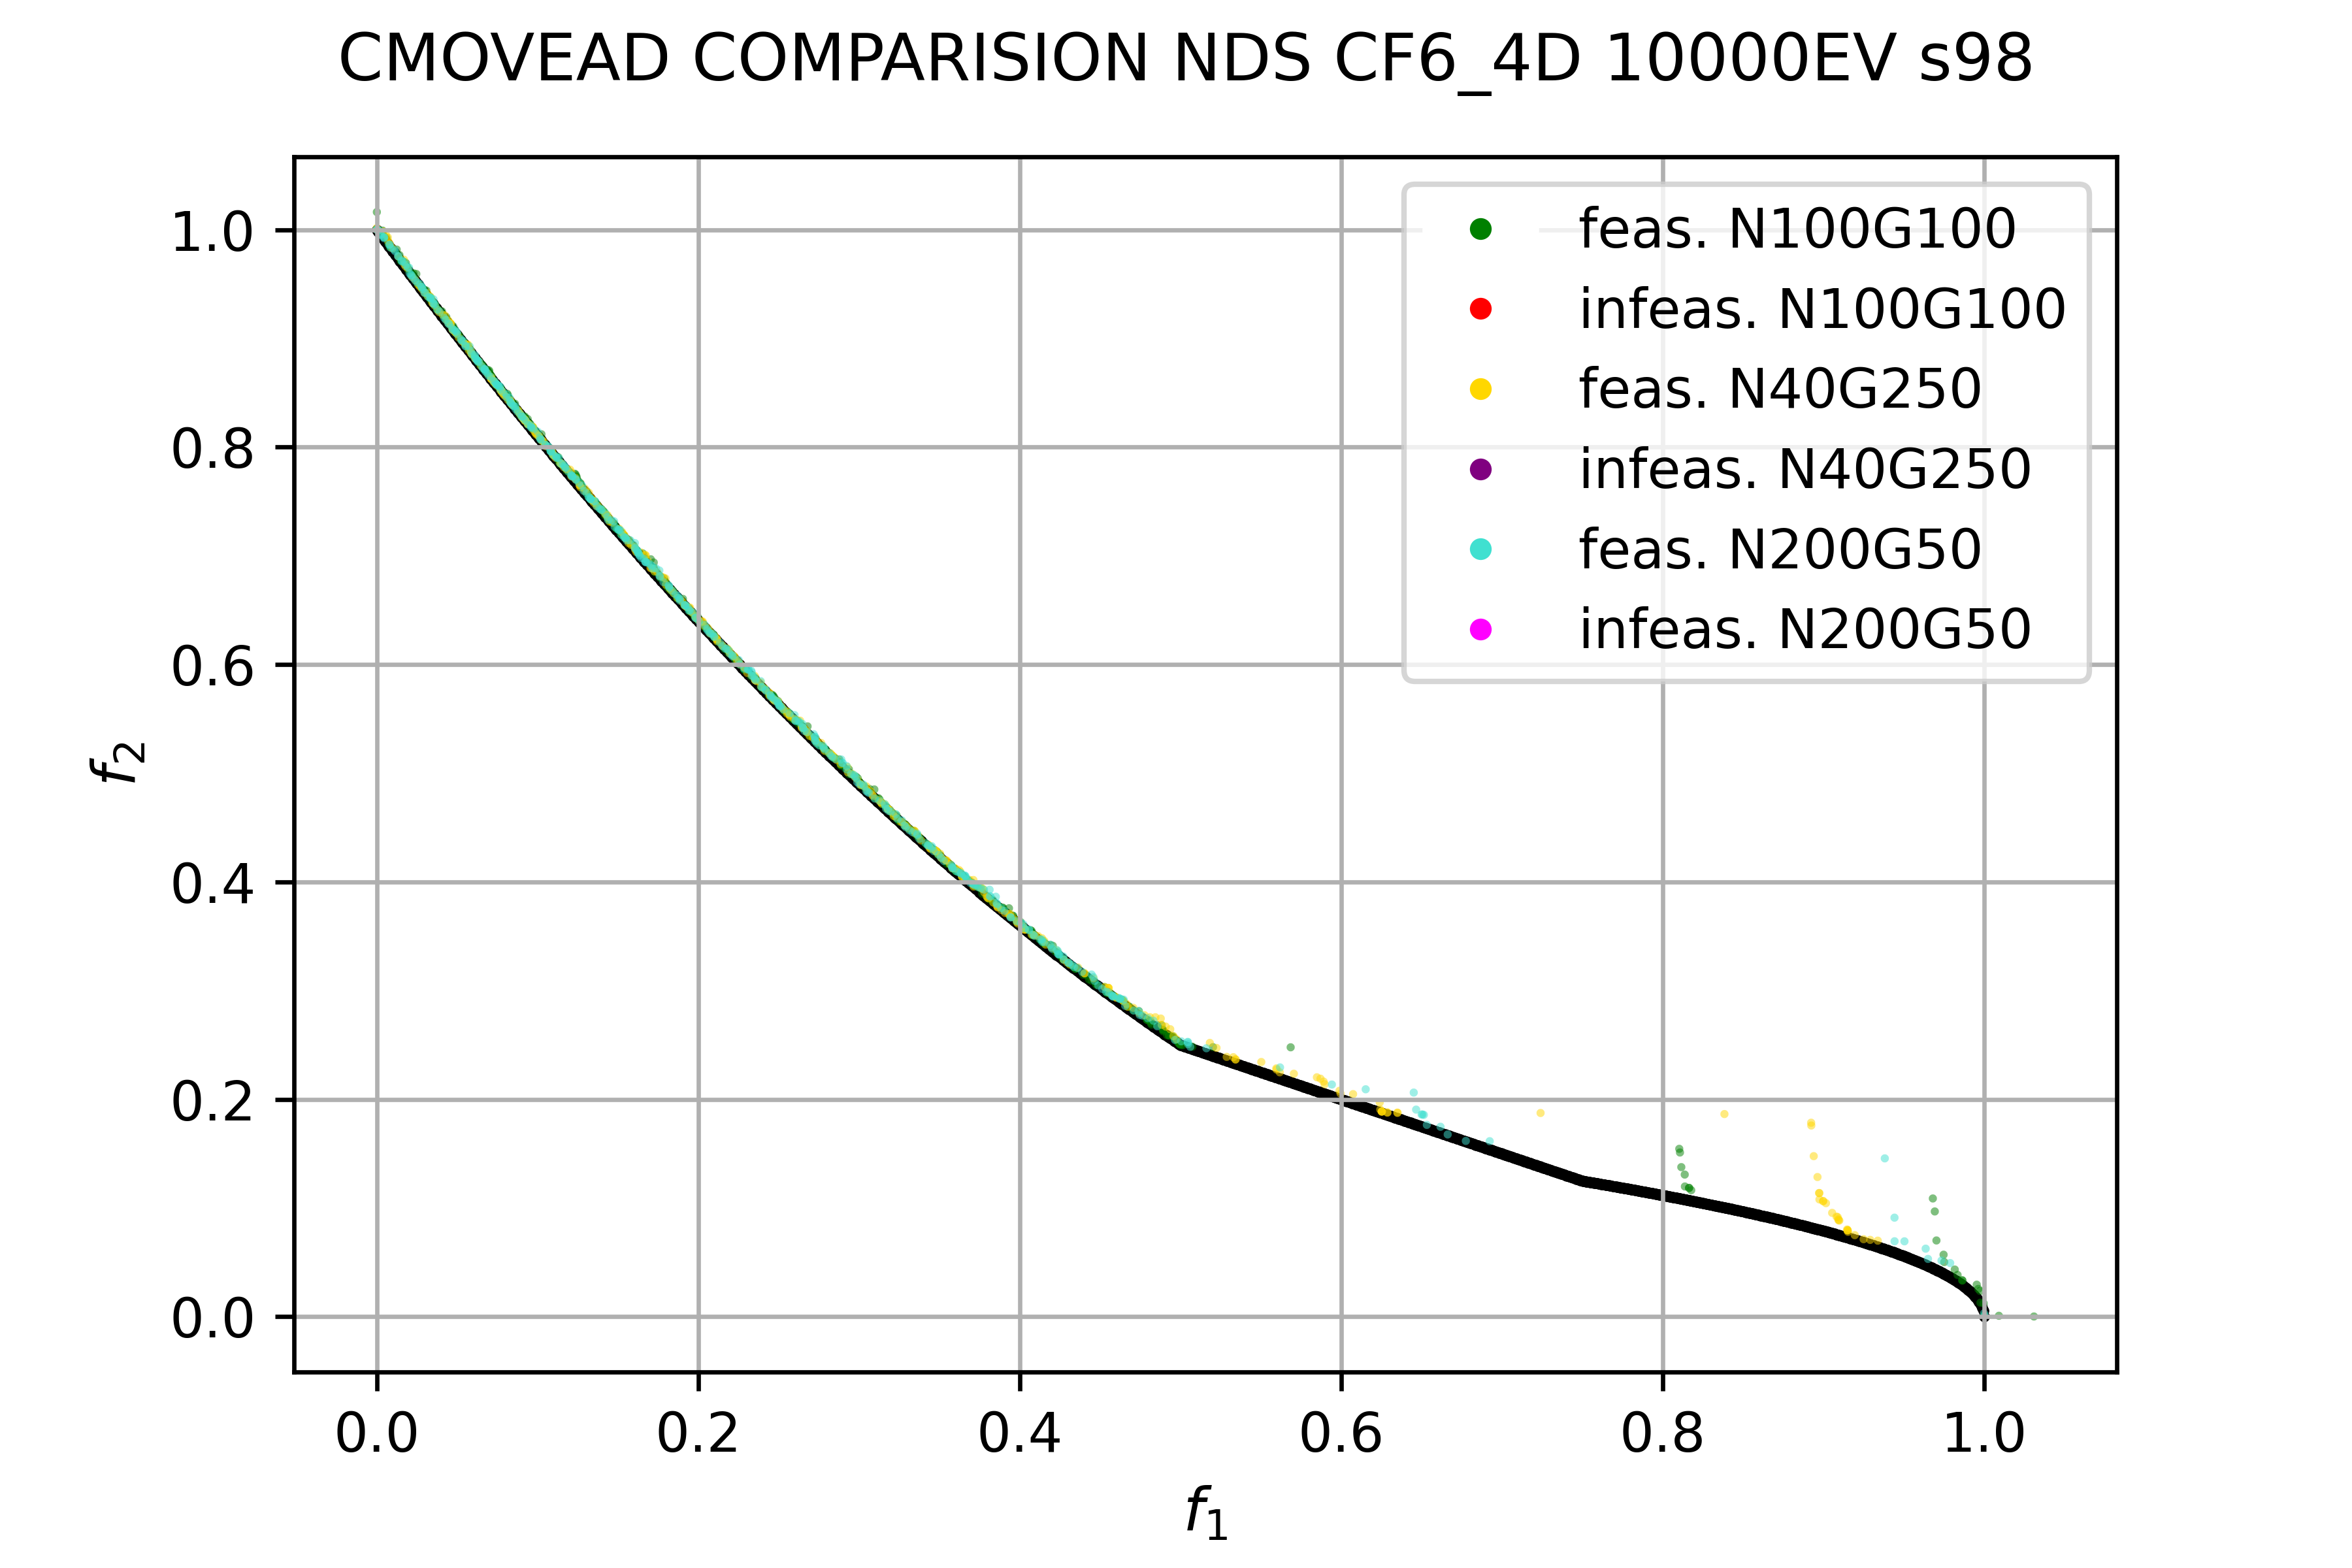 CMOVEAD COMPARISION NDS CF6_4D 10000EV s98
feas. N100G100
infeas. N100G100
feas. N40G250
infeas. N40G250
feas. N200G50
infeas. N200G50
1.0
0.8
0.6
0.4
0.2
0.0
f2
0.0 0.2 0.4 0.6 0.8 1.0
f1